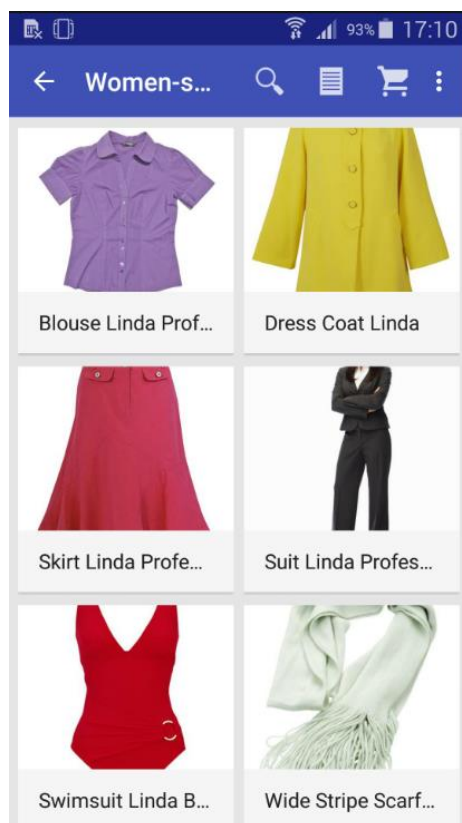 93% 17:10
Women-s...
Blouse Linda Prof...
Dress Coat Linda
Skirt Linda Profe...
Suit Linda Profes...
Swimsuit Linda B...
Wide Stripe Scarf...